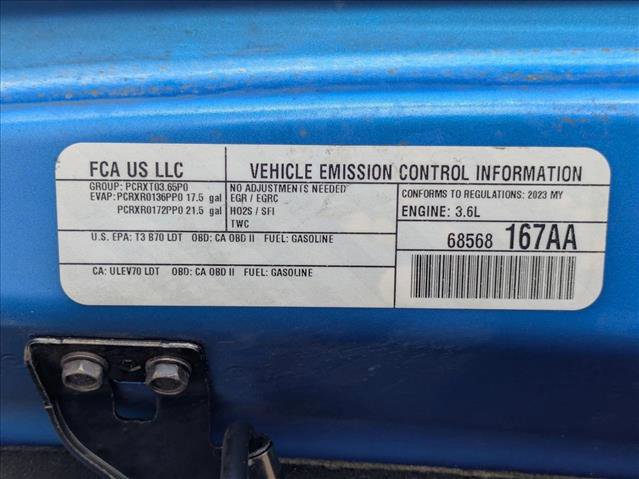 FCA US LLC
GROUP: PCRXT03.65P0
EVAP: PCRXR0136PP0 17.5 gal
PCRXR0172PP0 21.5 gal
VEHICLE EMISSION CONTROL INFORMATION
NO ADJUSTMENTS NEEDED
EGR / EGRC
HO2S / SFI
TWC
CONFORMS TO REGULATIONS: 2023 MY
ENGINE: 3.6L
U.S. EPA: T3 B70 LDT OBD: CA OBD II FUEL: GASOLINE
CA: ULEV70 LDT OBD: CA OBD II FUEL: GASOLINE
68568 167AA